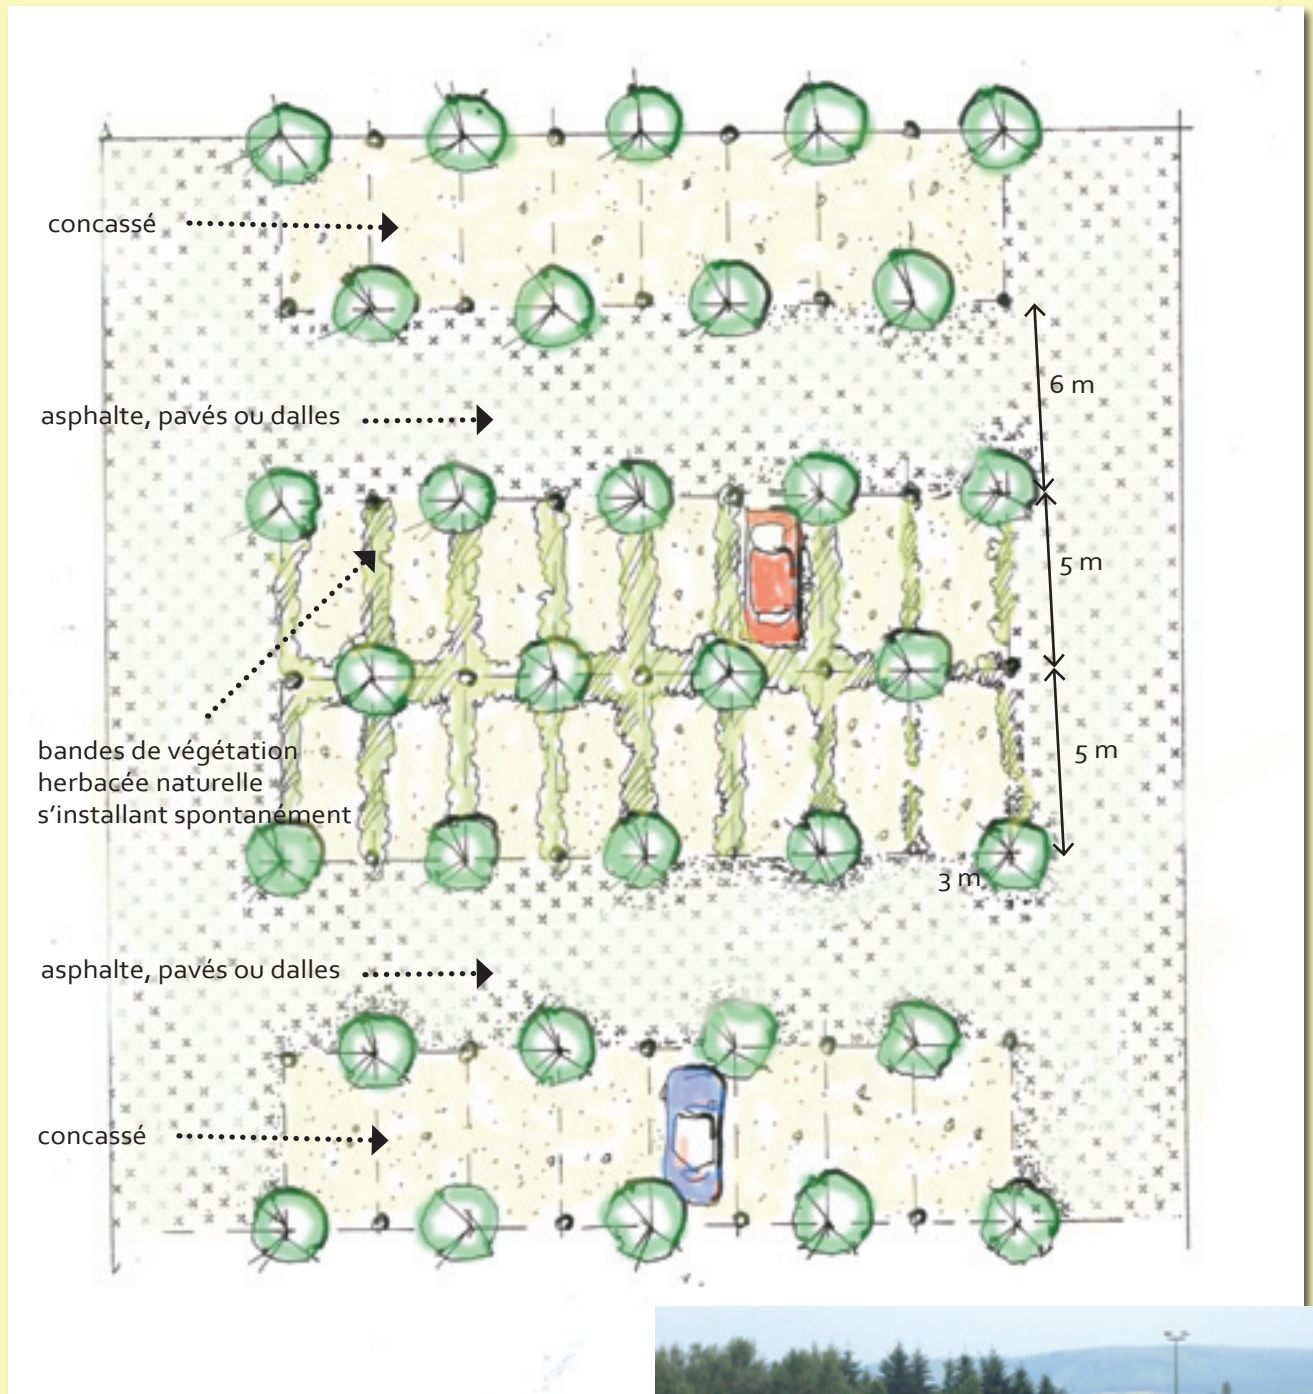 concassé
6 m
asphalte, pavés ou dalles
5 m
bandes de végétation
herbacée naturelle
s'installant spontanément
5 m
3 m
asphalte, pavés ou dalles
concassé